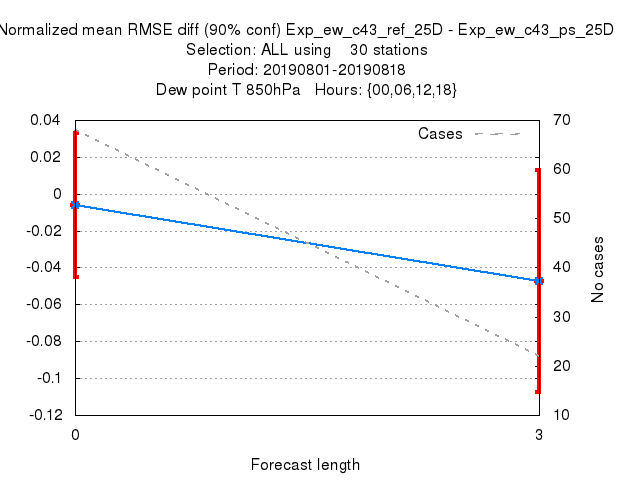 Normalized mean RMSE diff (90% conf) Exp_ew_c43_ref_25D - Exp_ew_c43_ps_25D
Selection: ALL using 30 stations
Period: 20190801-20190818
Dew point T 850hPa Hours: {00,06,12,18}
0.04
0.02
0
-0.02
-0.04
-0.06
-0.08
-0.1
-0.12
Cases
70
60
50
40
30
20
10
No cases
0
3
Forecast length